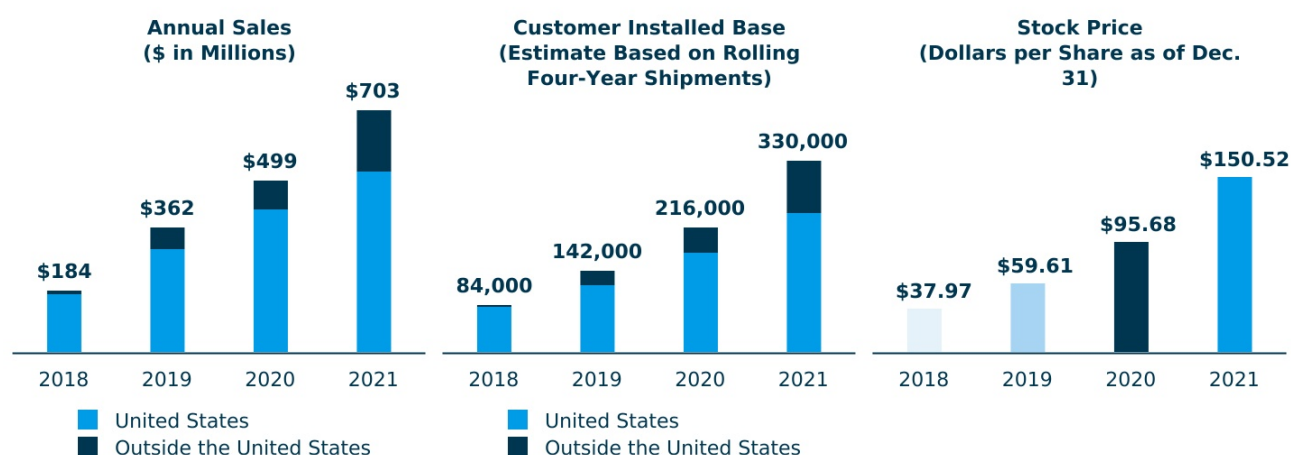 Annual Sales
($ in Millions)
$703
$499
$362
$184
2018 2019 2020 2021
United States
Outside the United States
Customer Installed Base
(Estimate Based on Rolling
Four-Year Shipments)
330,000
216,000
142,000
84,000
2018 2019 2020 2021
United States
Outside the United States
Stock Price
(Dollars per Share as of Dec.
31)
$150.52
$95.68
$59.61
$37.97
2018 2019 2020 2021